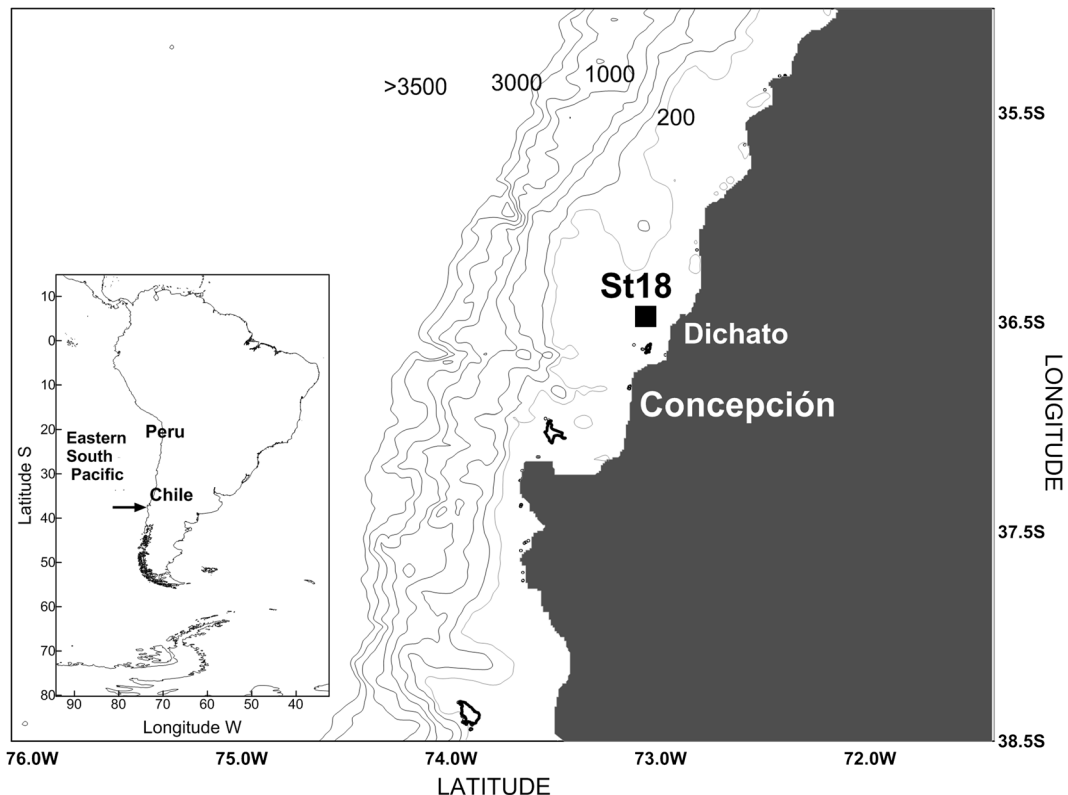 >3500
3000
1000
200
35.5S
St18
36.5S
Dichato
Concepción
LONGITUDE
37.5S
38.5S
76.0W
75.0W
74.0W
73.0W
72.0W
LATITUDE
10
0
10
20
30
40
50
60
70
80
Latitude S
Peru
Eastern
South
Pacific
Chile
90
80
70
60
50
40
Longitude W